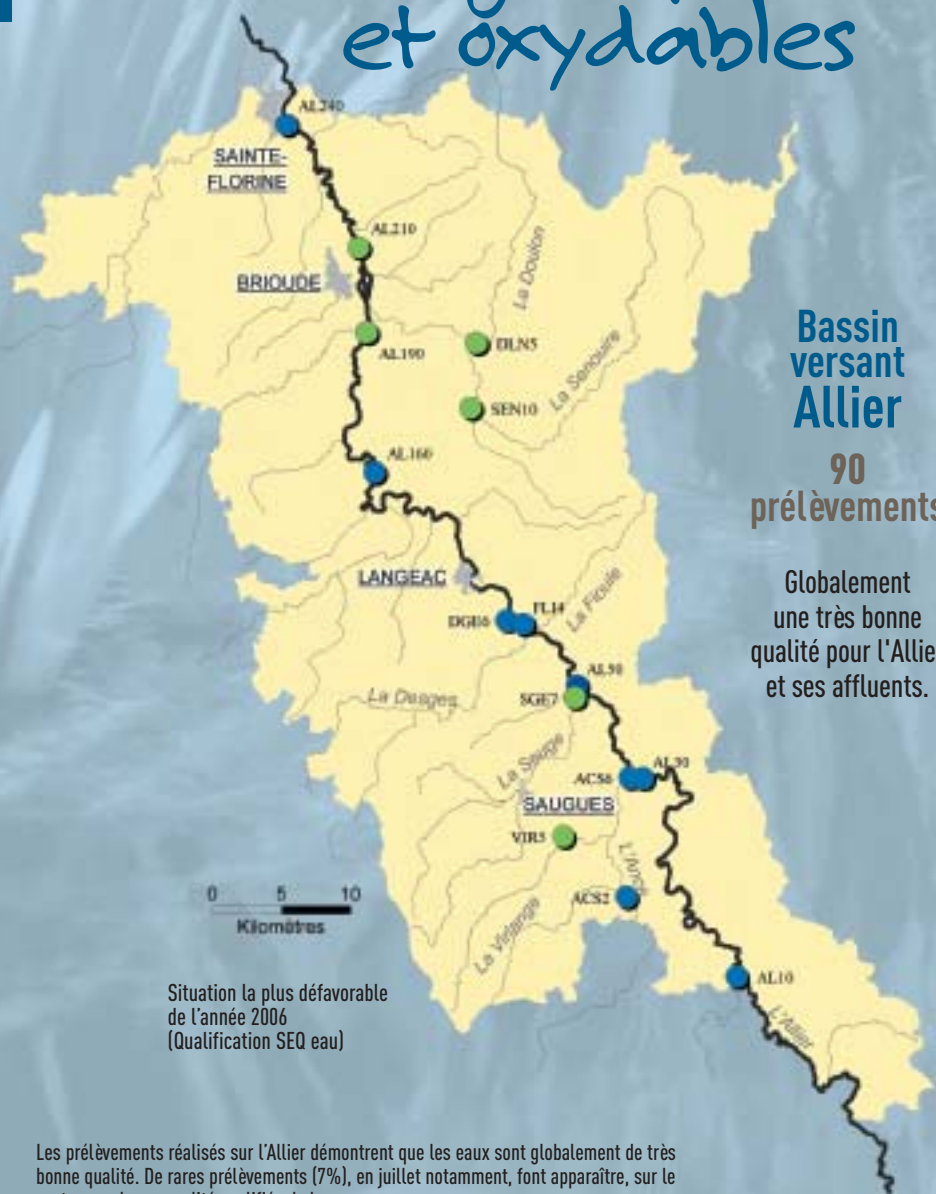 et oxydables
AL240
SAINTE-
FLORINE
AL210
BRIOUDE
La Doulon
AL190
DLN5
La Senouire
SEN10
AL160
LANGEAC
La Fioule
FLI4
DGE6
AL50
La Desges
SGE7
La Seuge
AL30
ACS6
SAUGUES
VIR5
ACS2
La Virlange
AL10
L'Allier
0 5 10
Kilomètres
Bassin
versant
Allier
90
prélèvements
Globalement
une très bonne
qualité pour l'Allie
et ses affluents.
Situation la plus défavorable
de l'année 2006
(Qualification SEQ eau)
Les prélèvements réalisés sur l'Allier démontrent que les eaux sont globalement de très
bonne qualité. De rares prélèvements (7%), en juillet notamment, font apparaître, sur le